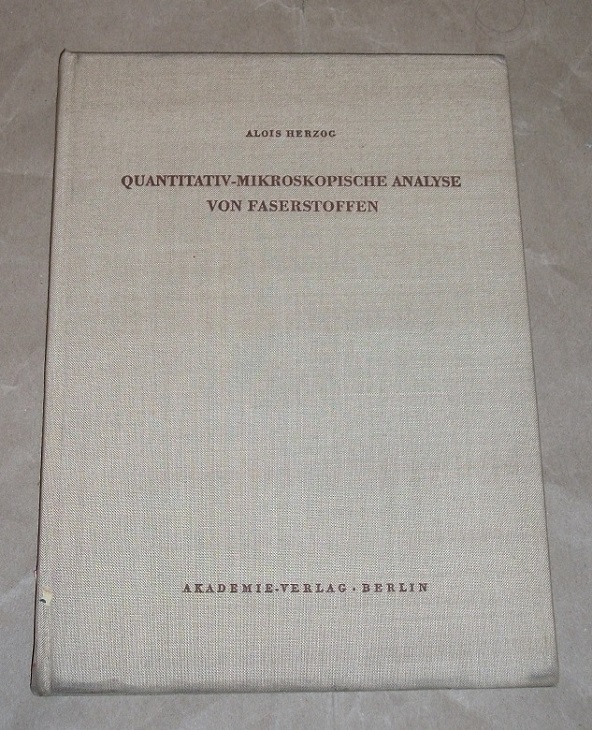 ALOIS HERZOG
QUANTITATIV-MIKROSKOPISCHE ANALYSE
VON FASERSTOFFEN
AKADEMIE-VERLAG · BERLIN